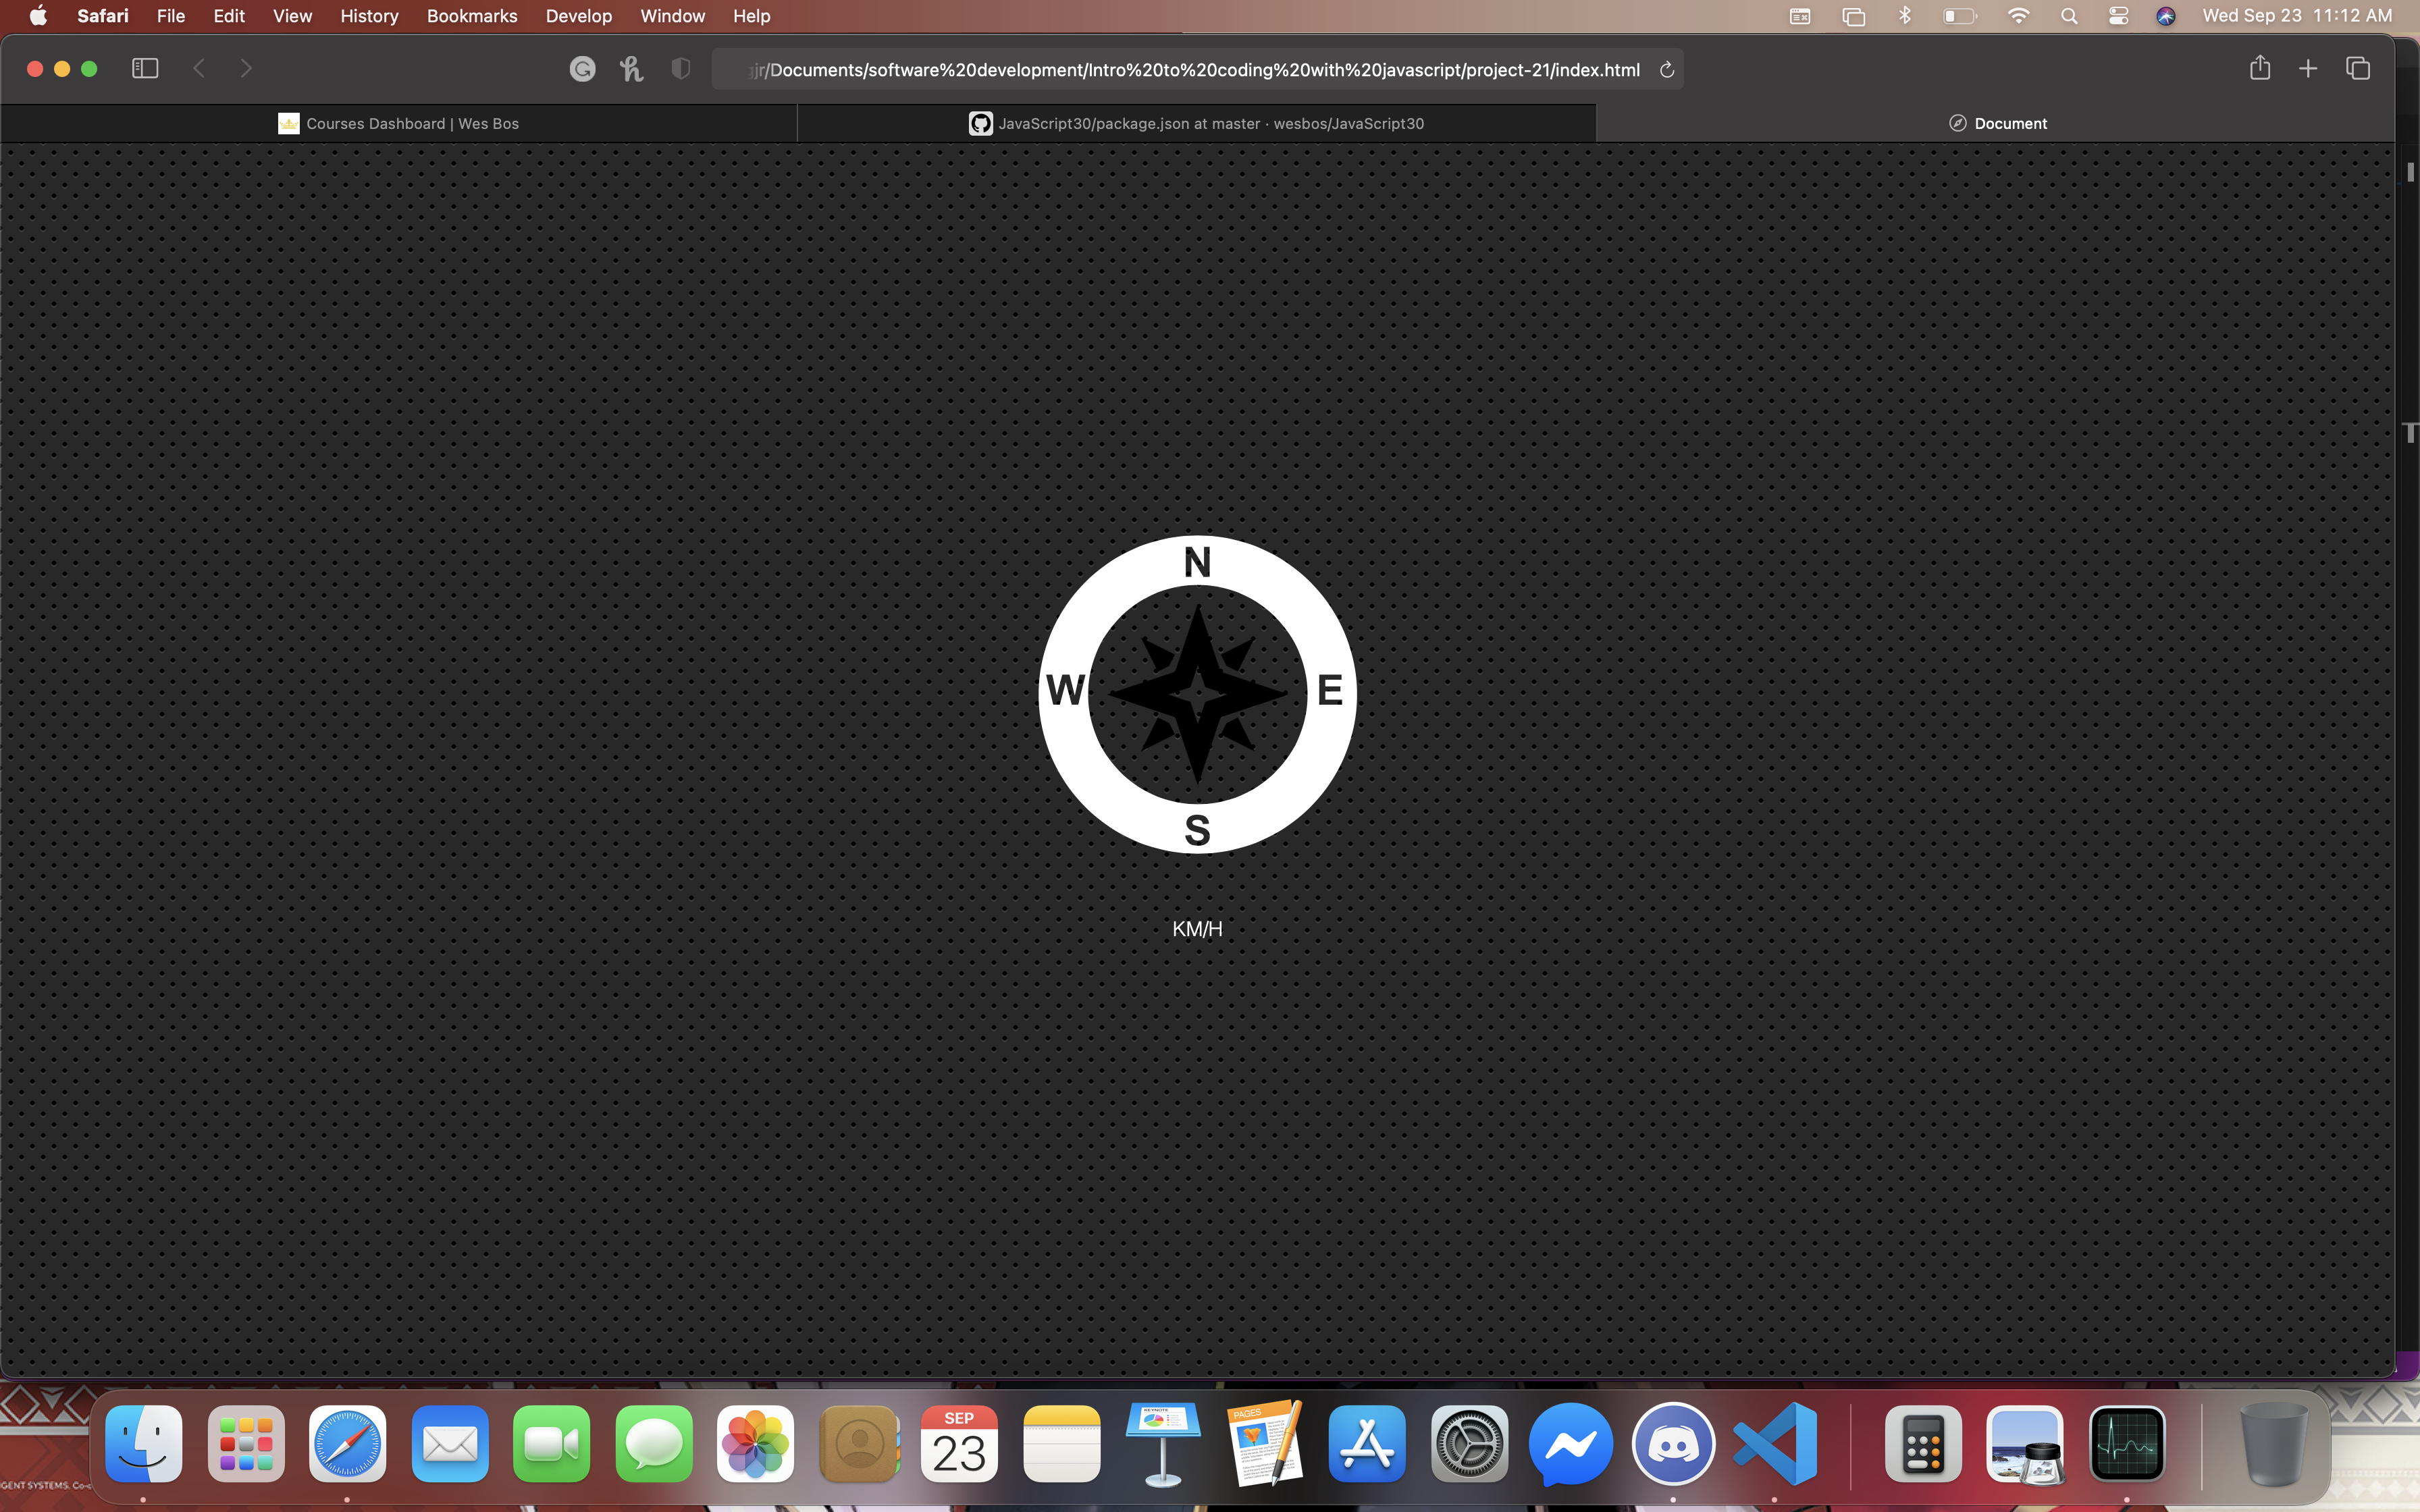 Safari File Edit View History Bookmarks Develop Window Help Wed Sep 23 11:12 AM
jr/Documents/software%20development/Intro%20to%20coding%20with%20javascript/project-21/index.html
Courses Dashboard | Wes Bos
JavaScript30/package.json at master · wesbos/JavaScript30
Document
N
W E
S
KM/H
SEP
23
KEYNOTE
PAGES
GENT SYSTEMS. Co-c